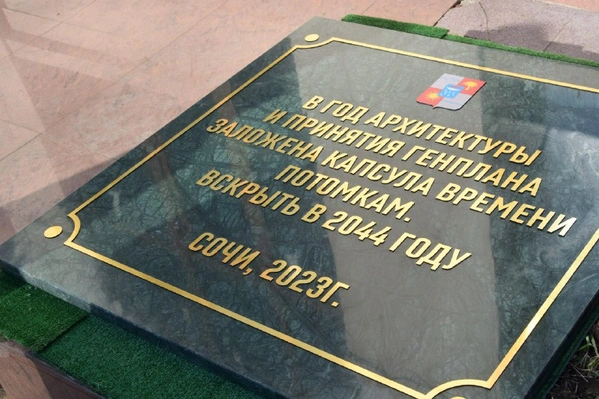 В ГОД АРХИТЕКТУРЫ
И ПРИНЯТИЯ ГЕНПЛАНА
ЗАЛОЖЕНА КАПСУЛА ВРЕМЕНИ
ПОТОМКАМ.
ВСКРЫТЬ В 2044 ГОДУ
СОЧИ, 2023г.